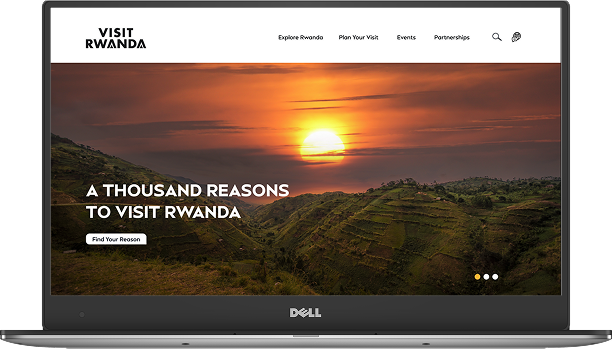 VISIT
RWANDA
Explore Rwanda
Plan Your Visit
Events
Partnerships
A THOUSAND REASONS
TO VISIT RWANDA
Find Your Reason
DELL